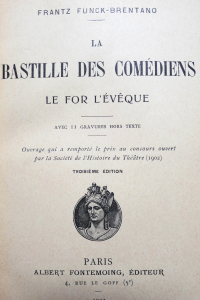 FRANTZ FUNCK-BRENTANO
LA
BASTILLE DES COMÉDIENS
LE FOR L'ÉVÊQUE
AVEC 11 GRAVURES HORS TEXTE
Ouvrage qui a remporté le prix au concours ouvert
par la Société de l'Histoire du Théâtre (1902)
TROISIÈME ÉDITION
PARIS
ALBERT FONTEMOING, ÉDITEUR
4, RUE LE GOFF (5e)